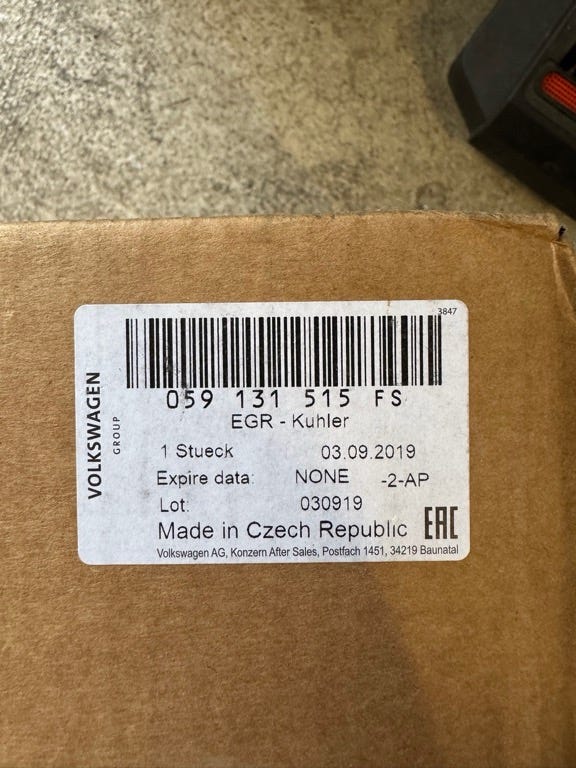 3847
VOLKSWAGEN
GROUP
059 131 515 FS
EGR - Kuhler
1 Stueck 03.09.2019
Expire data: NONE -2-AP
Lot: 030919
Made in Czech Republic EAC
Volkswagen AG, Konzern After Sales, Postfach 1451, 34219 Baunatal